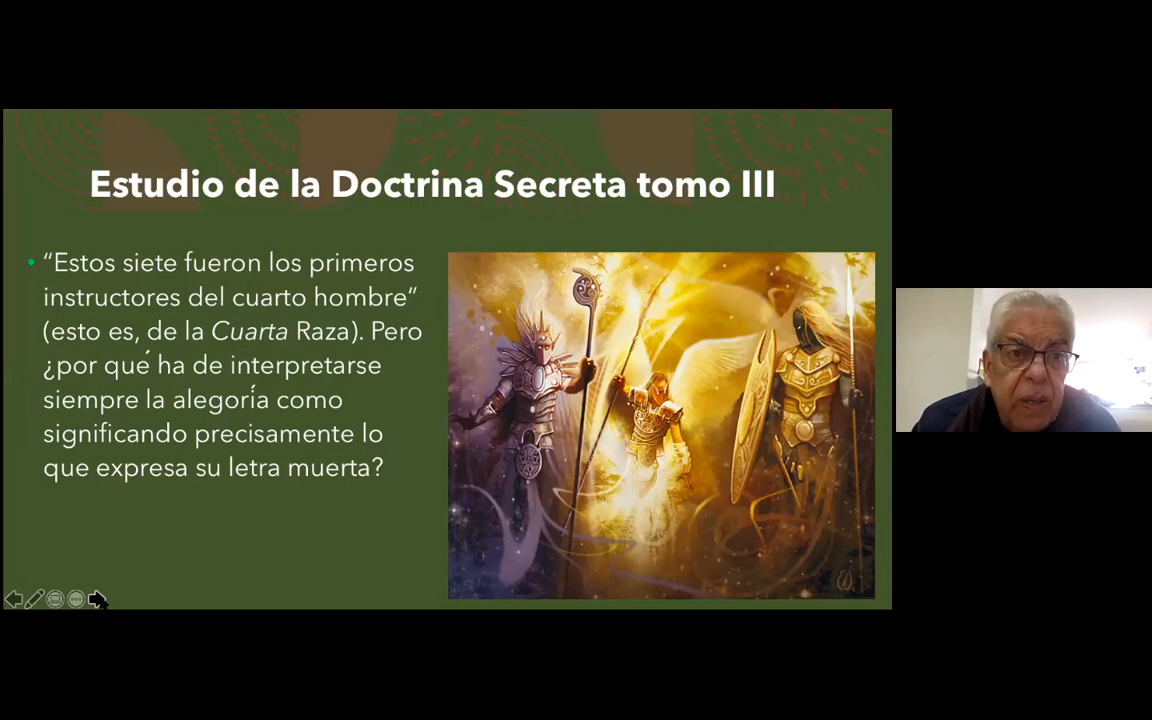 Estudio de la Doctrina Secreta tomo III
• “Estos siete fueron los primeros
instructores del cuarto hombre”
(esto es, de la Cuarta Raza). Pero
¿por qué ha de interpretarse
siempre la alegoría como
significando precisamente lo
que expresa su letra muerta?